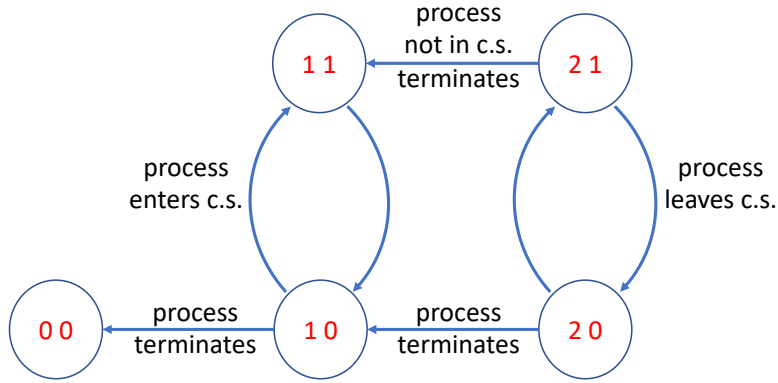 process
not in c.s.
terminates
1 1
2 1
process
enters c.s.
process
leaves c.s.
0 0
process
terminates
1 0
process
terminates
2 0